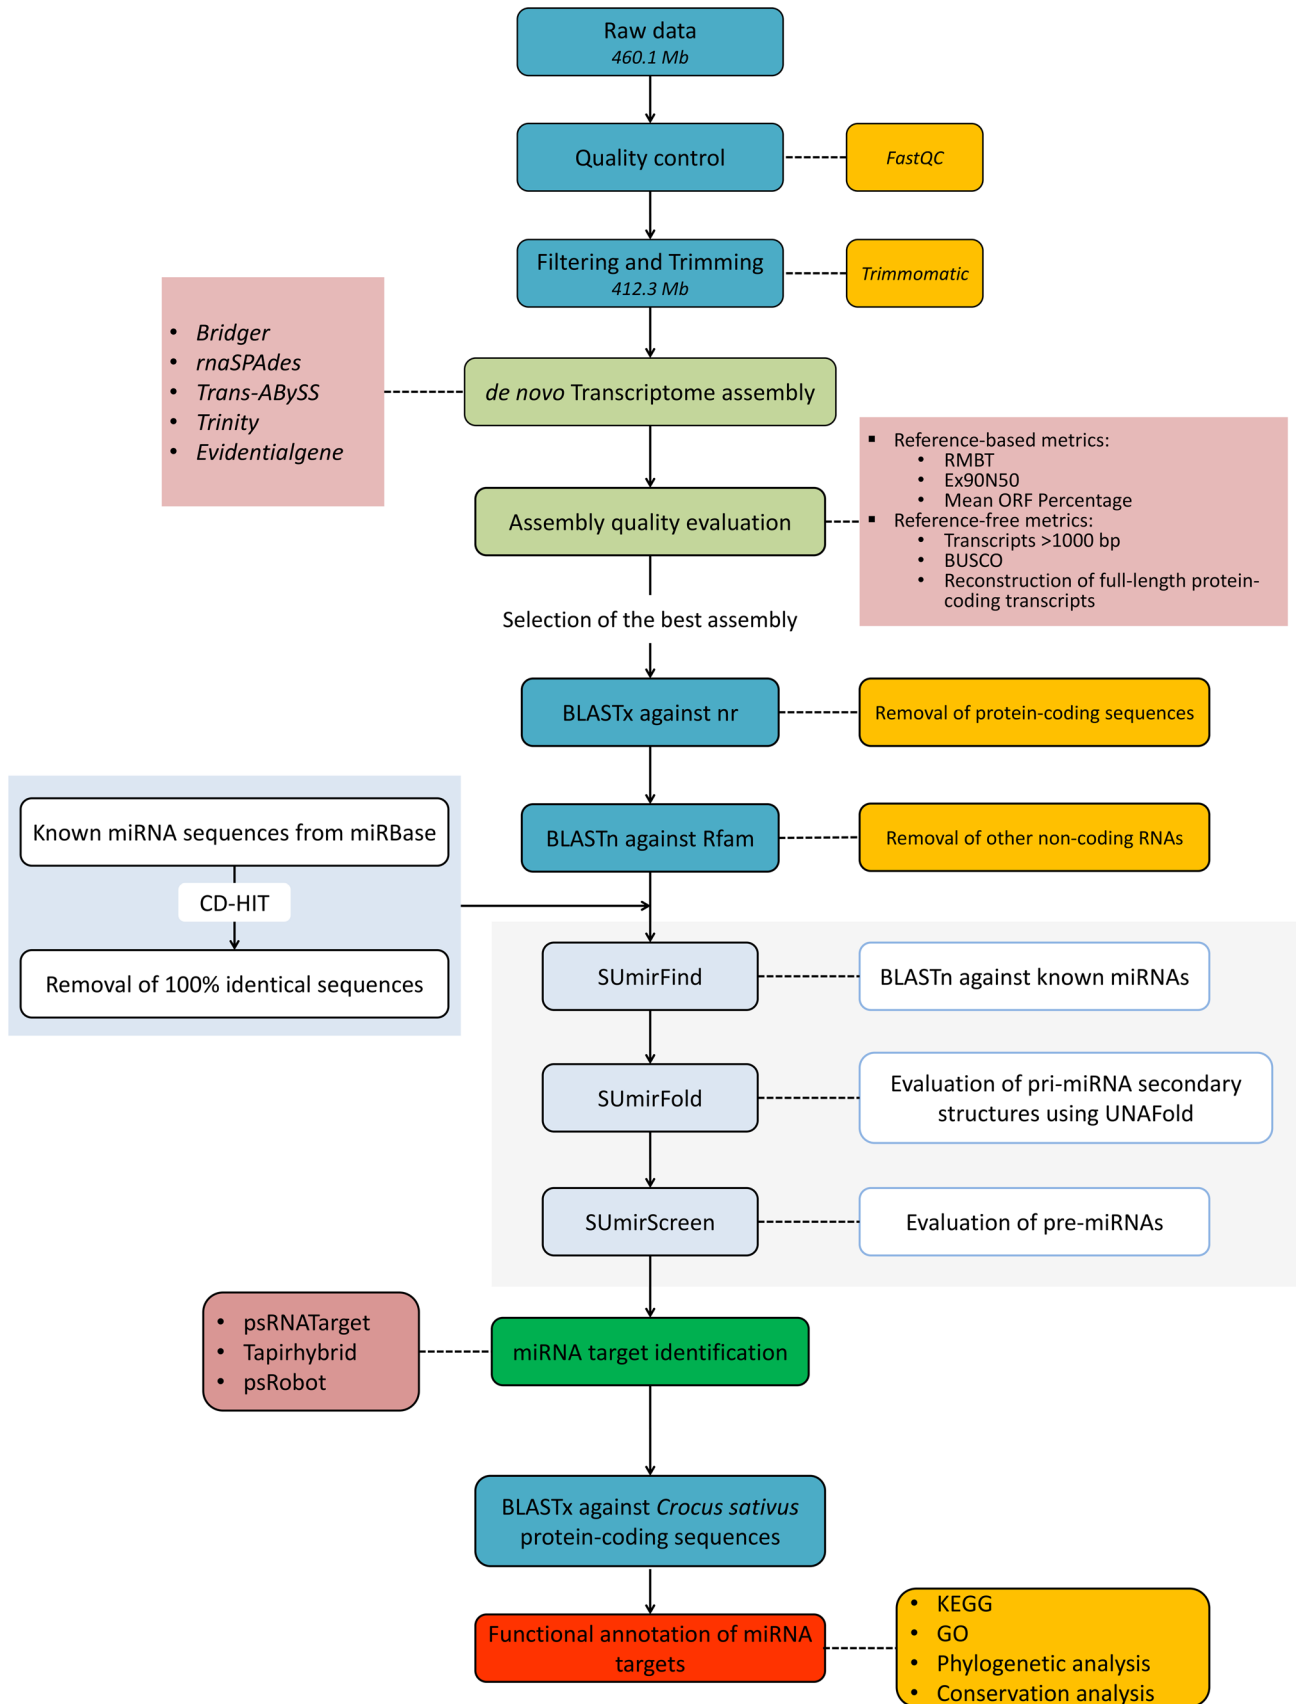 Raw data
460.1 Mb
Quality control
FastQC
Filtering and Trimming
412.3 Mb
Trimmomatic
• Bridger
• rnaSPAdes
• Trans-ABySS
• Trinity
• Evidentialgene
de novo Transcriptome assembly
Assembly quality evaluation
▪ Reference-based metrics:
• RMBT
• Ex90N50
• Mean ORF Percentage
▪ Reference-free metrics:
• Transcripts >1000 bp
• BUSCO
• Reconstruction of full-length protein-
coding transcripts
Selection of the best assembly
BLASTx against nr
Removal of protein-coding sequences
Known miRNA sequences from miRBase
CD-HIT
Removal of 100% identical sequences
BLASTn against Rfam
Removal of other non-coding RNAs
SUmirFind
BLASTn against known miRNAs
SUmirFold
Evaluation of pri-miRNA secondary
structures using UNAFold
SUmirScreen
Evaluation of pre-miRNAs
• psRNATarget
• Tapirhybrid
• psRobot
miRNA target identification
BLASTx against Crocus sativus
protein-coding sequences
Functional annotation of miRNA
targets
• KEGG
• GO
• Phylogenetic analysis
• Conservation analysis